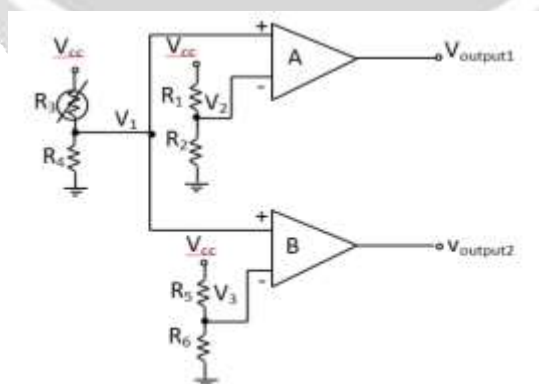 Vcc
Vcc
+
A
Voutput1
R3
R1
V2
-
V1
R4
R2
+
B
Voutput2
Vcc
-
R5
V3
R6